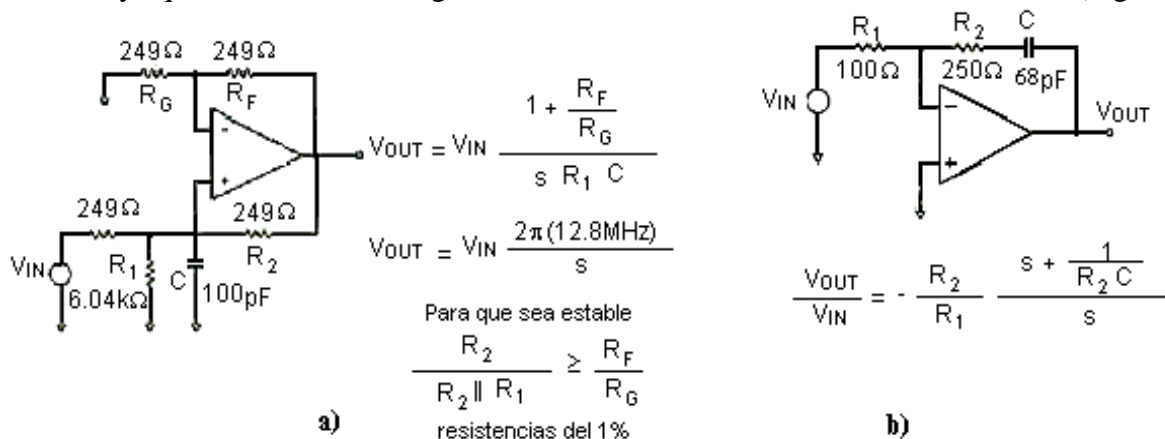 249Ω 249Ω
R_G R_F
-
+
249Ω 249Ω
V_IN R_1 C R_2
6.04kΩ 100pF
V_OUT = V_IN (1 + R_F / R_G) / (s R_1 C)
V_OUT = V_IN 2π(12.8MHz) / s
Para que sea estable
R_2 / (R_2 || R_1) ≥ R_F / R_G
resistencias del 1%
a)
R_1 R_2 C
100Ω 250Ω 68pF
V_IN
-
+
V_OUT
V_OUT / V_IN = - R_2 / R_1 (s + 1 / (R_2 C)) / s
b)